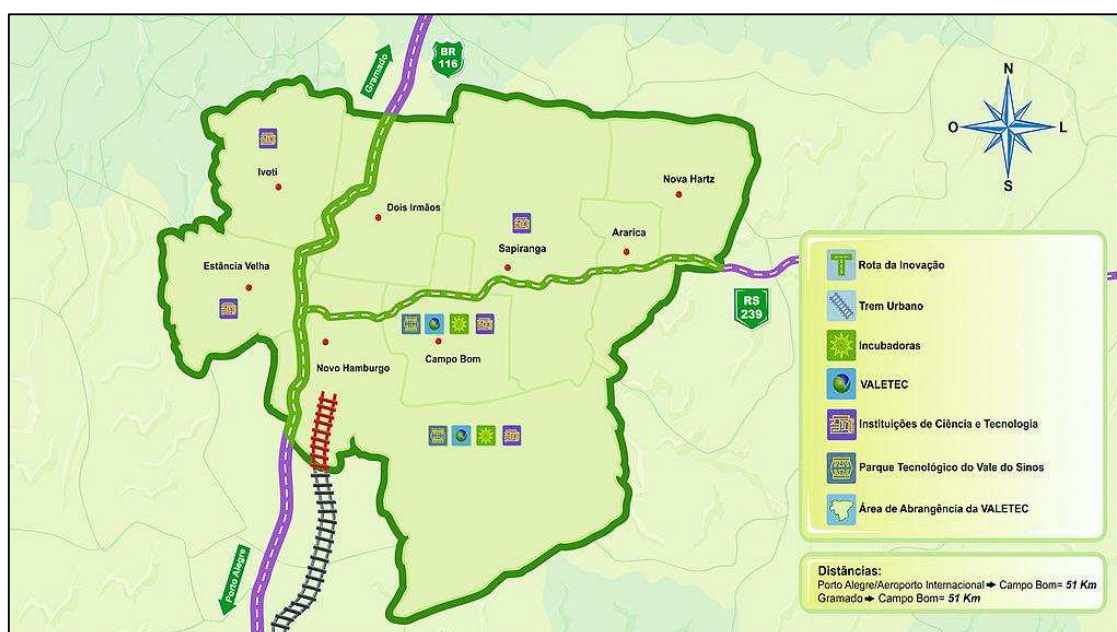 BR
116
Gramado
N
O
L
S
Ivoti
Dois Irmãos
Nova Hartz
Sapiranga
Ararica
Estância Velha
RS
239
Novo Hamburgo
Campo Bom
Porto Alegre
Rota da Inovação
Trem Urbano
Incubadoras
VALETEC
Instituições de Ciência e Tecnologia
Parque Tecnológico do Vale do Sinos
Área de Abrangência da VALETEC
Distâncias:
Porto Alegre/Aeroporto Internacional ➨ Campo Bom= 51 Km
Gramado ➨ Campo Bom= 51 Km